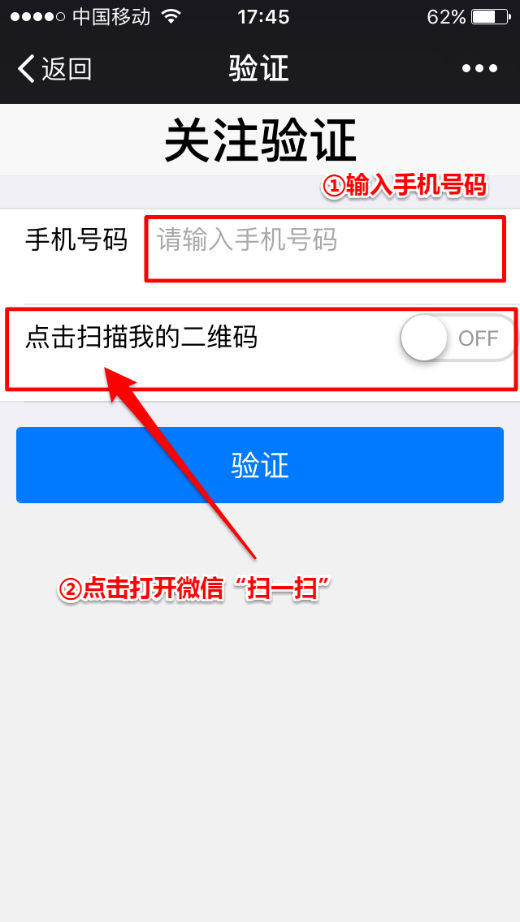 中国移动 17:45 62%
返回 验证
关注验证
①输入手机号码
手机号码 请输入手机号码
点击扫描我的二维码 OFF
验证
②点击打开微信“扫一扫”